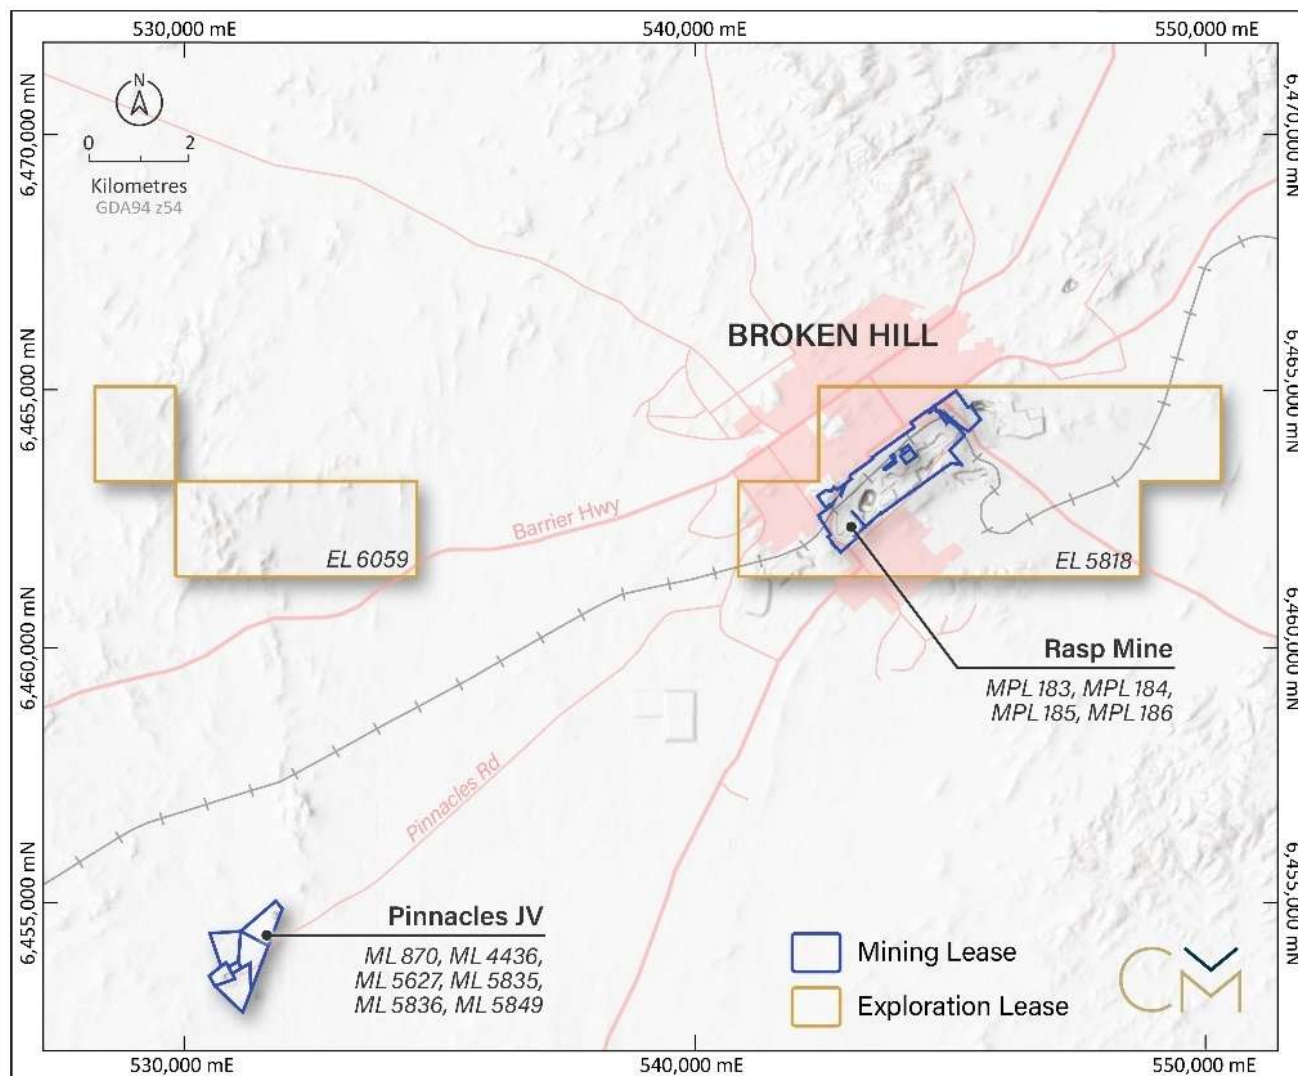 530,000 mE
540,000 mE
550,000 mE
N
0 2
Kilometres
GDA94 z54
6,470,000 mN
6,470,000 mN
BROKEN HILL
6,465,000 mN
6,465,000 mN
Barrier Hwy
EL 6059
EL 5818
6,460,000 mN
6,460,000 mN
Rasp Mine
MPL 183, MPL 184,
MPL 185, MPL 186
Pinnacles Rd
6,455,000 mN
6,455,000 mN
Pinnacles JV
ML 870, ML 4436,
ML 5627, ML 5835,
ML 5836, ML 5849
Mining Lease
Exploration Lease
CM
530,000 mE
540,000 mE
550,000 mE